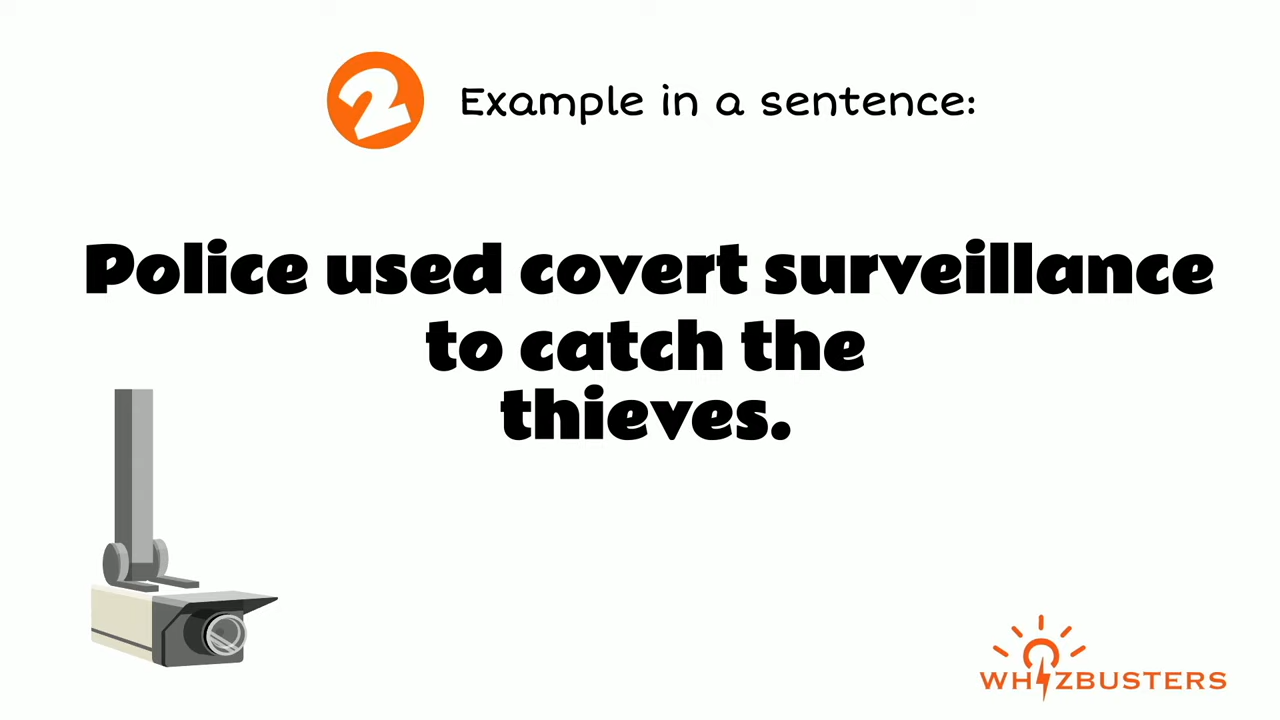 2 Example in a sentence:
Police used covert surveillance
to catch the
thieves.
WHIZBUSTERS